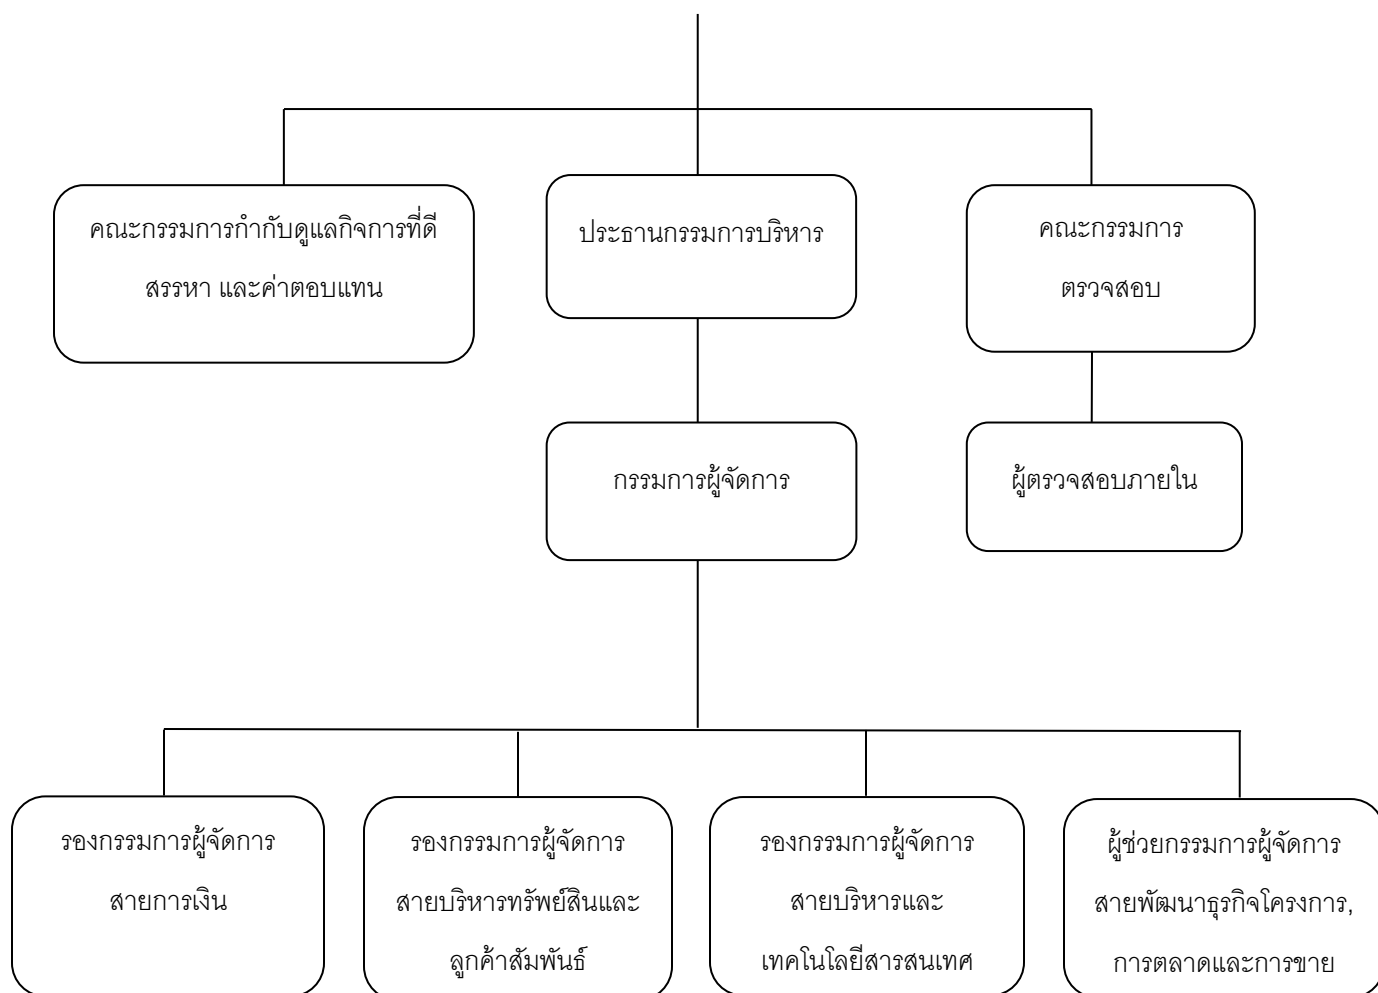 คณะกรรมการกำกับดูแลกิจการที่ดี
สรรหา และค่าตอบแทน
ประธานกรรมการบริหาร
คณะกรรมการ
ตรวจสอบ
กรรมการผู้จัดการ
ผู้ตรวจสอบภายใน
รองกรรมการผู้จัดการ
สายการเงิน
รองกรรมการผู้จัดการ
สายบริหารทรัพย์สินและ
ลูกค้าสัมพันธ์
รองกรรมการผู้จัดการ
สายบริหารและ
เทคโนโลยีสารสนเทศ
ผู้ช่วยกรรมการผู้จัดการ
สายพัฒนาธุรกิจโครงการ,
การตลาดและการขาย